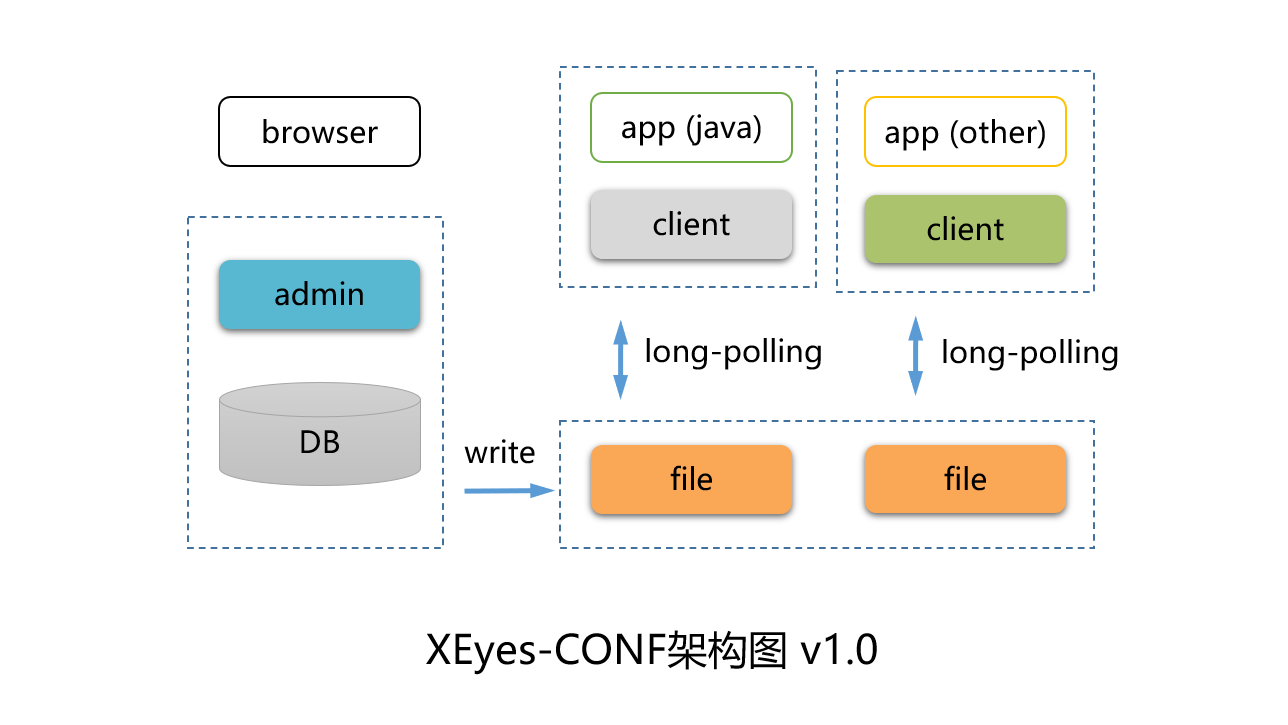 browser
app (java)
app (other)
client
client
admin
long-polling
long-polling
DB
write
file
file
XEyes-CONF架构图 v1.0